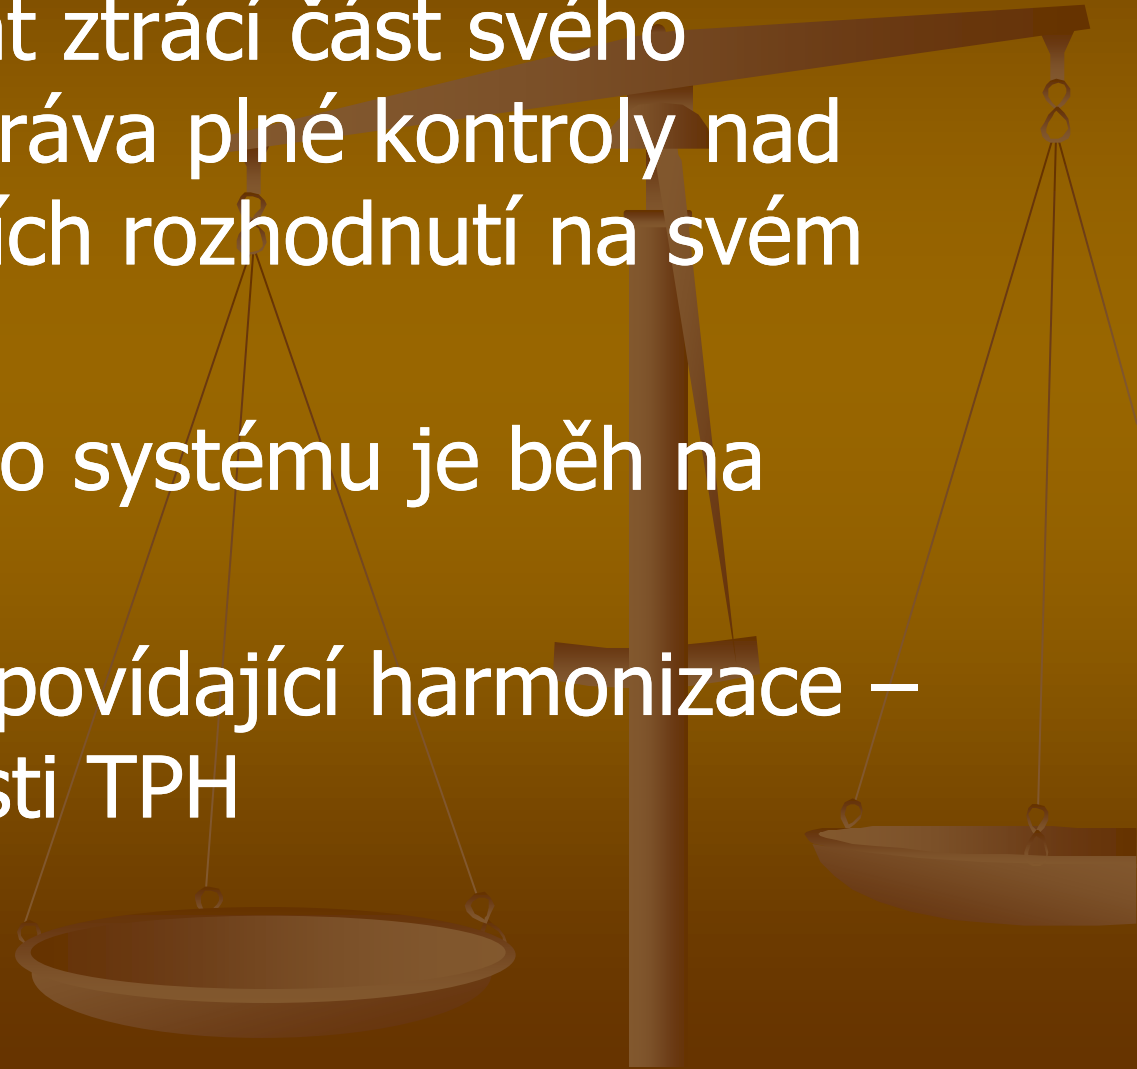 át ztrácí část svého
ráva plné kontroly nad
ích rozhodnutí na svém
o systému je běh na
povídající harmonizace –
sti TPH